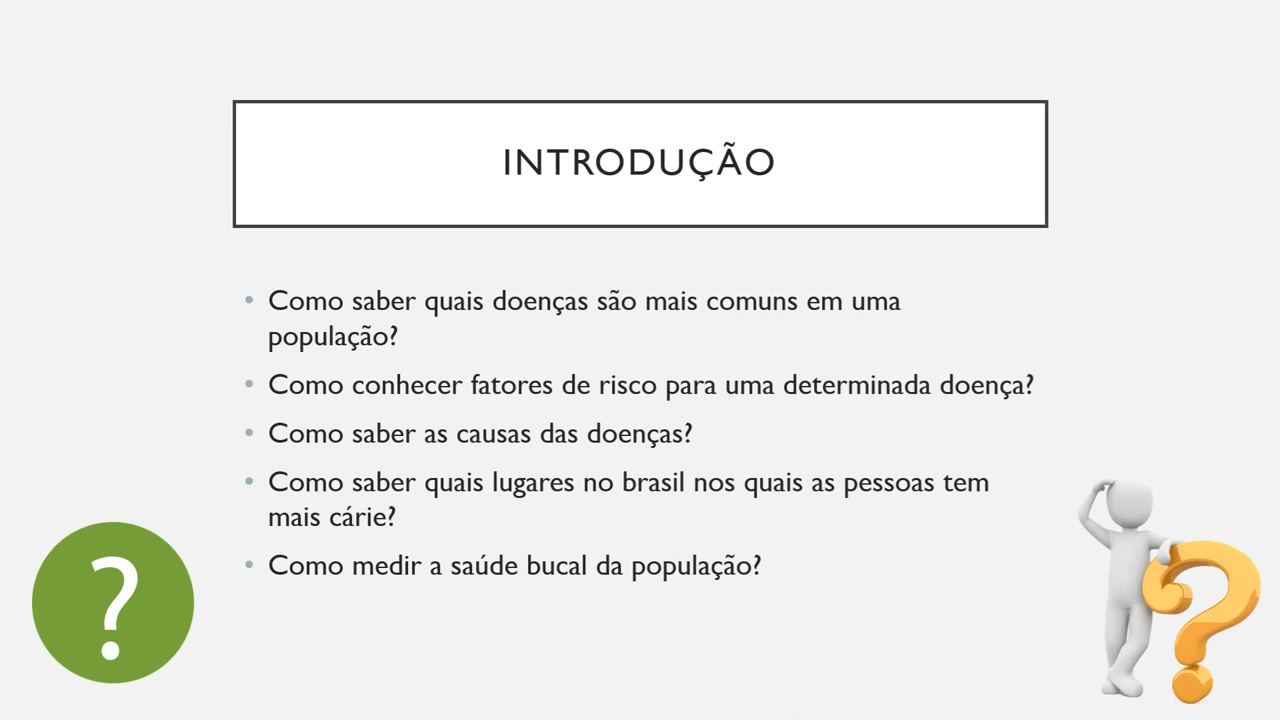 INTRODUÇÃO
• Como saber quais doenças são mais comuns em uma
população?
• Como conhecer fatores de risco para uma determinada doença?
• Como saber as causas das doenças?
• Como saber quais lugares no brasil nos quais as pessoas tem
mais cárie?
• Como medir a saúde bucal da população?
?
?